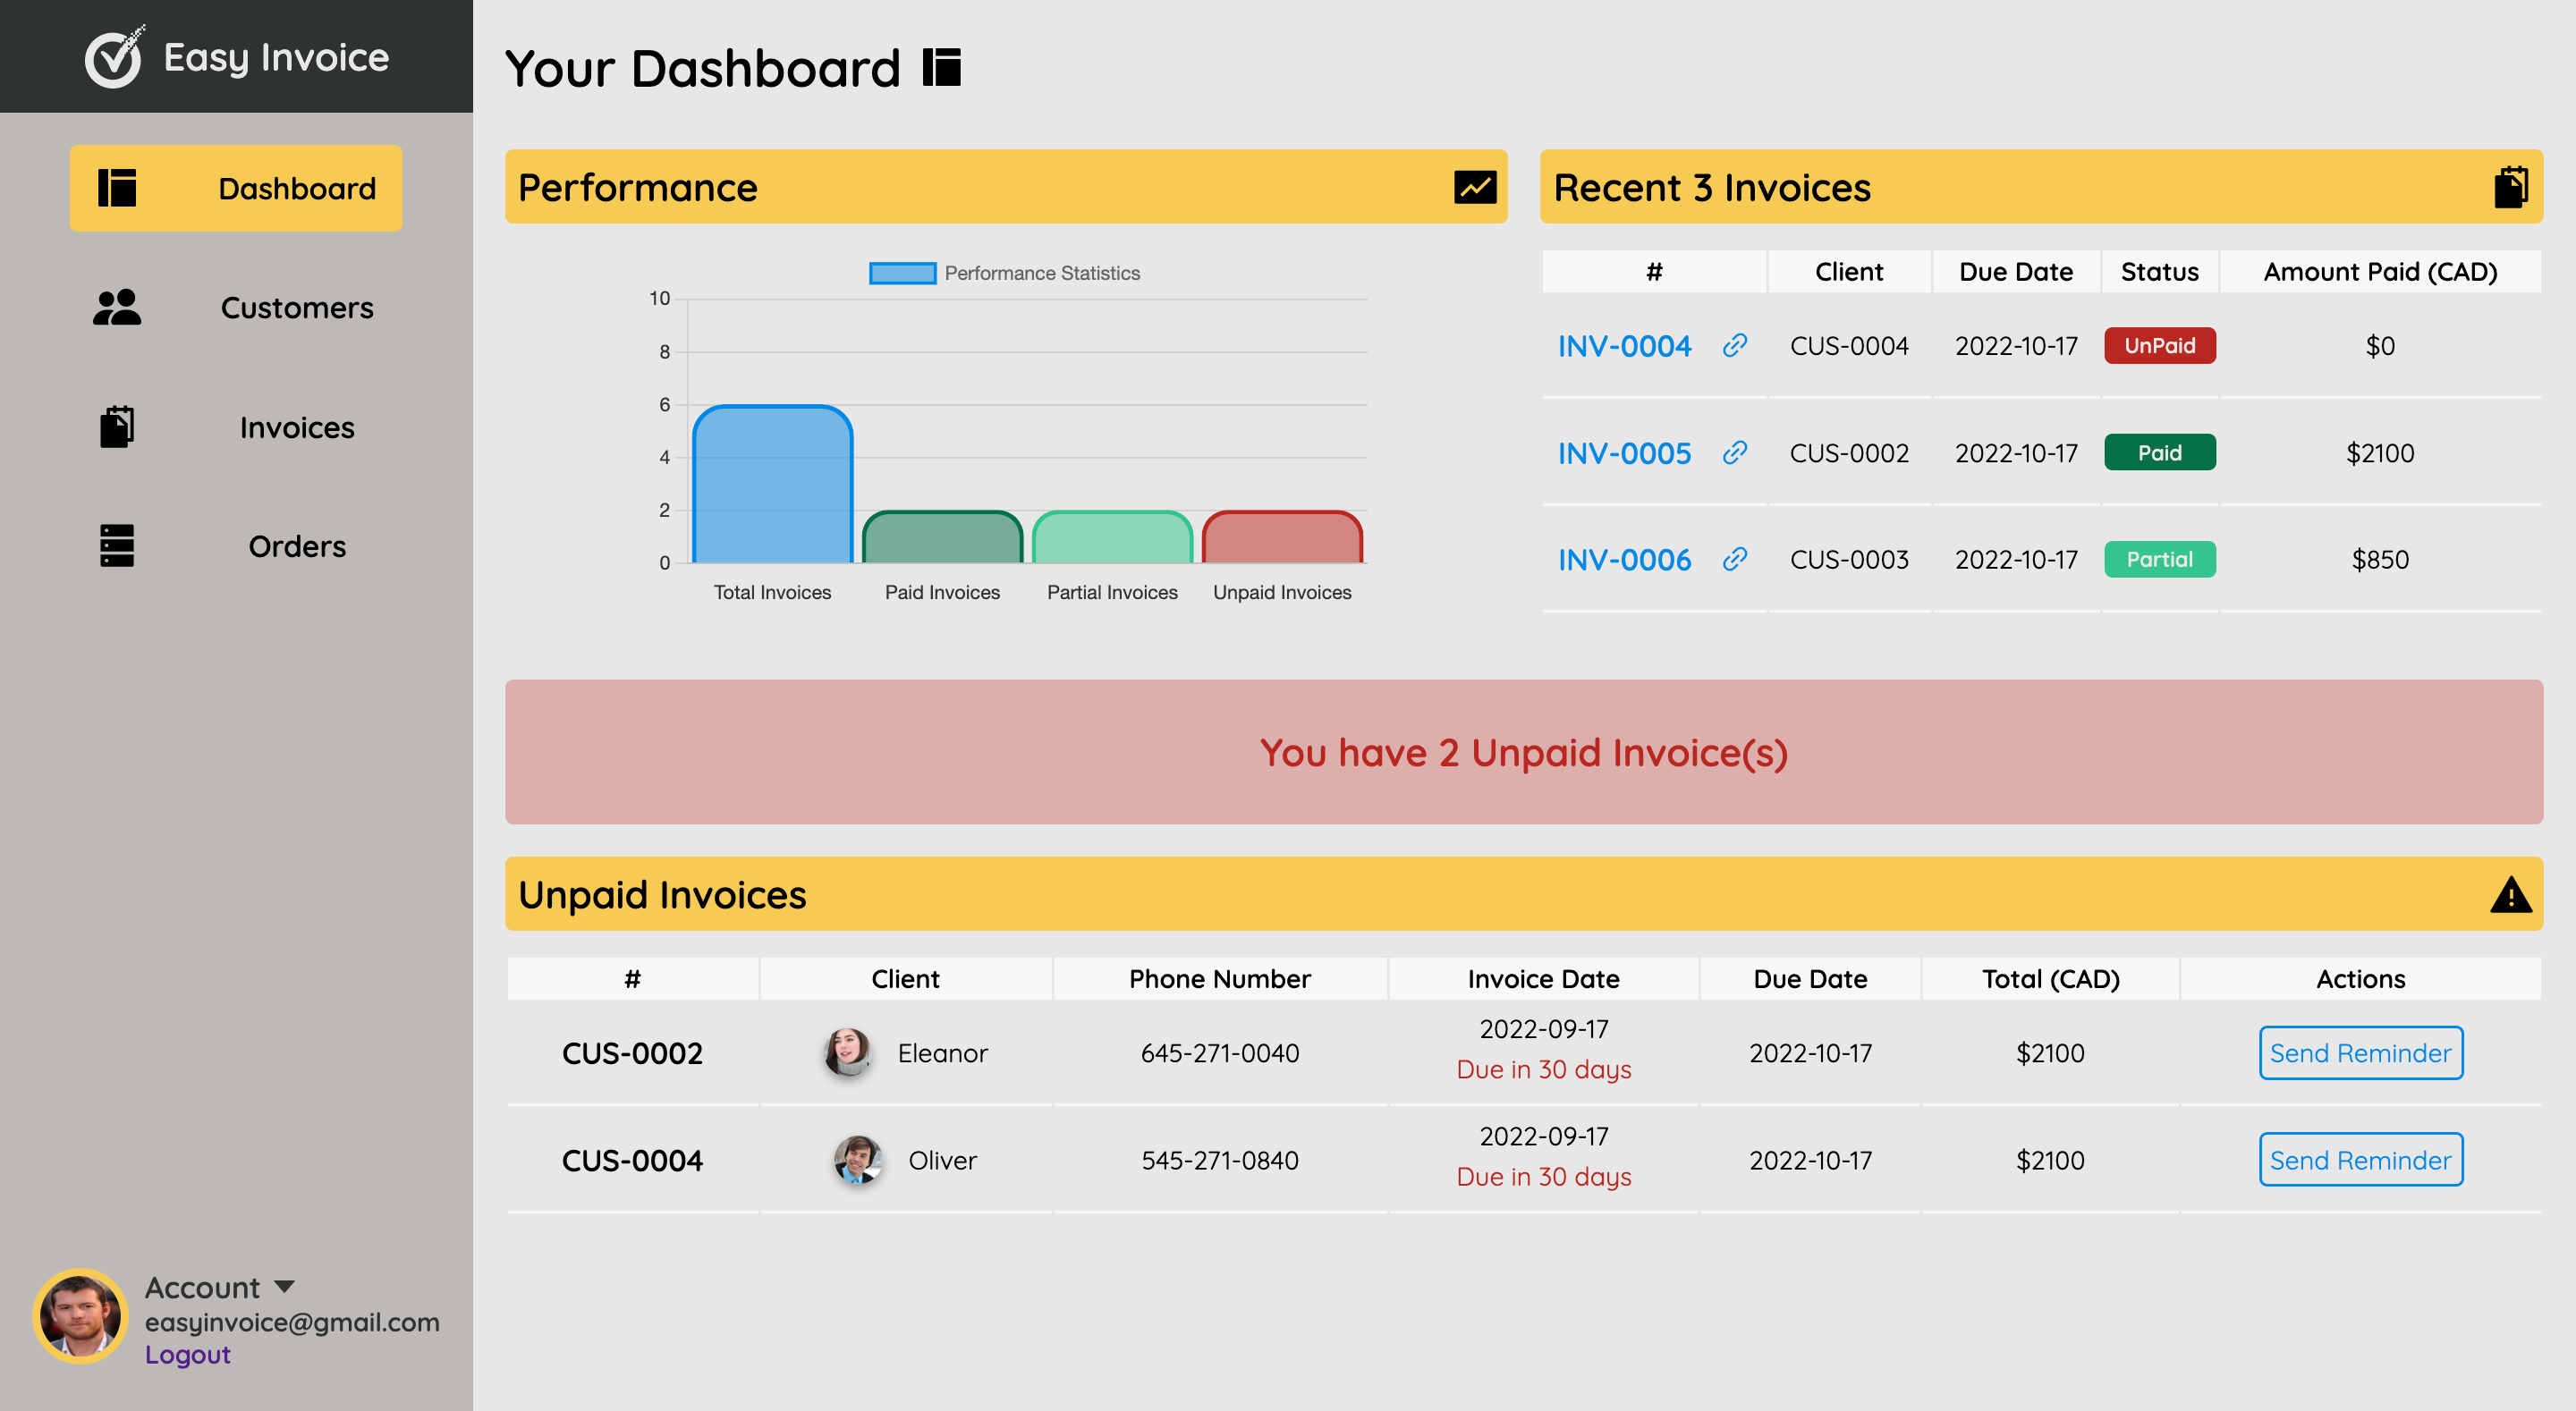 Easy Invoice
Dashboard
Customers
Invoices
Orders
Account
easyinvoice@gmail.com
Logout
Your Dashboard
Performance
Performance Statistics
10
8
6
4
2
0
Total Invoices Paid Invoices Partial Invoices Unpaid Invoices
Recent 3 Invoices
# Client Due Date Status Amount Paid (CAD)
INV-0004 CUS-0004 2022-10-17 UnPaid $0
INV-0005 CUS-0002 2022-10-17 Paid $2100
INV-0006 CUS-0003 2022-10-17 Partial $850
You have 2 Unpaid Invoice(s)
Unpaid Invoices
# Client Phone Number Invoice Date Due Date Total (CAD) Actions
CUS-0002 Eleanor 645-271-0040 2022-09-17 2022-10-17 $2100 Send Reminder
Due in 30 days
CUS-0004 Oliver 545-271-0840 2022-09-17 2022-10-17 $2100 Send Reminder
Due in 30 days